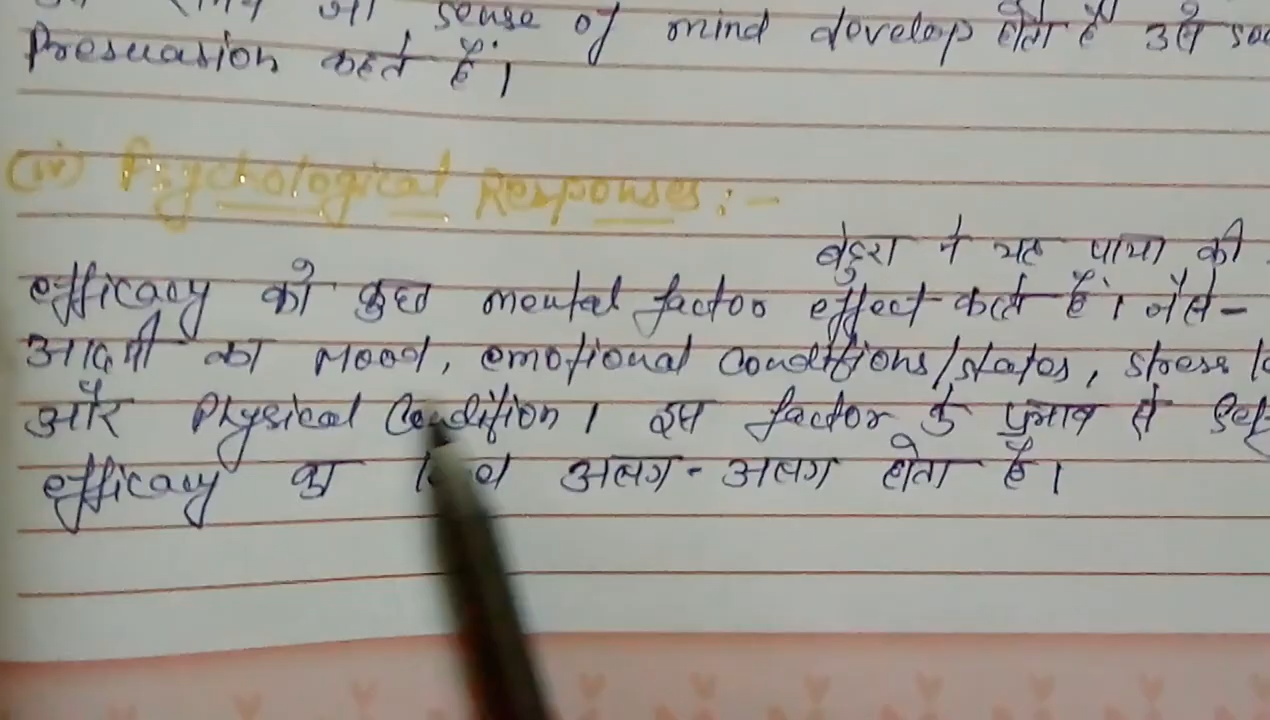 जो sense of mind develop होता है उसे
Presuasion कहते हैं।
(iv) Psychological Responses :-
बंडुरा ने यह पाया की
efficacy को कुछ mental factor effect करते हैं। जैसे-
आदमी का Mood, emotional Conditions/states, stress
और Physical Condition। इस factor के प्रभाव से
efficacy का अलग-अलग होता है।